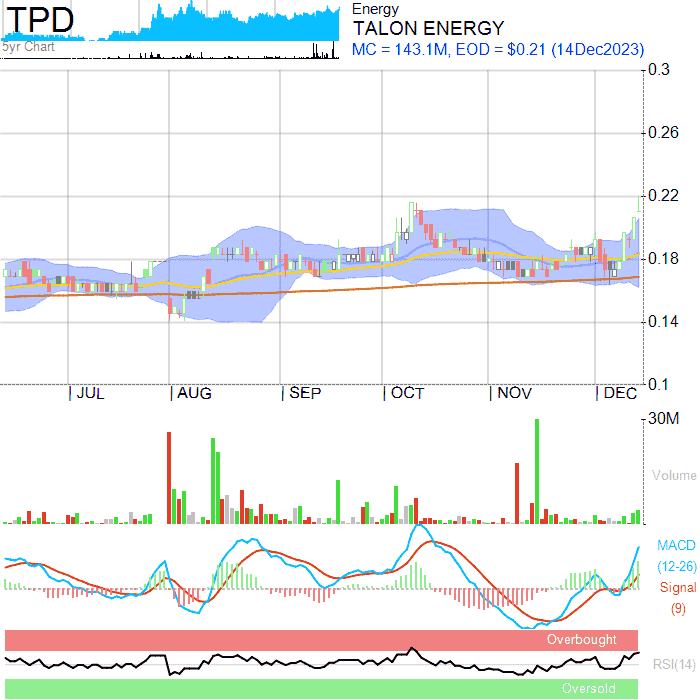 TPD
5yr Chart
Energy
TALON ENERGY
MC = 143.1M, EOD = $0.21 (14Dec2023)
0.3
0.26
0.22
0.18
0.14
0.1
JUL
AUG
SEP
OCT
NOV
DEC
30M
Volume
MACD
(12-26)
Signal
(9)
Overbought
RSI(14)
Oversold